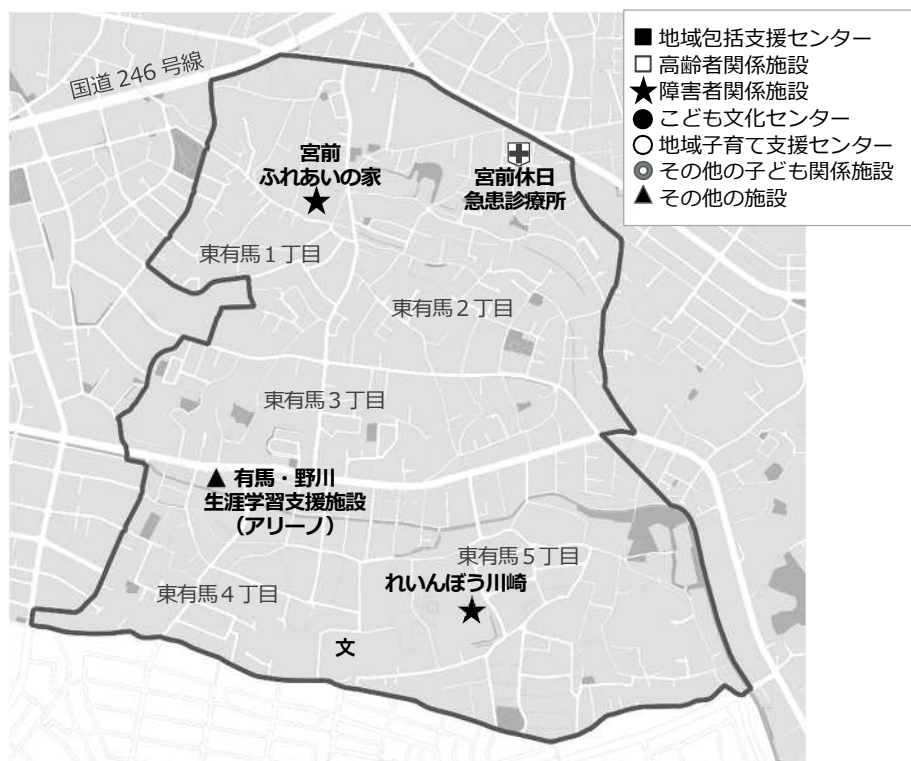 ■ 地域包括支援センター
□ 高齢者関係施設
★ 障害者関係施設
● こども文化センター
○ 地域子育て支援センター
◎ その他の子ども関係施設
▲ その他の施設
国道 246 号線
宮前
ふれあいの家
宮前休日
急患診療所
東有馬１丁目
東有馬２丁目
東有馬３丁目
▲ 有馬・野川
生涯学習支援施設
（アリーノ）
東有馬５丁目
れいんぼう川崎
東有馬４丁目
文